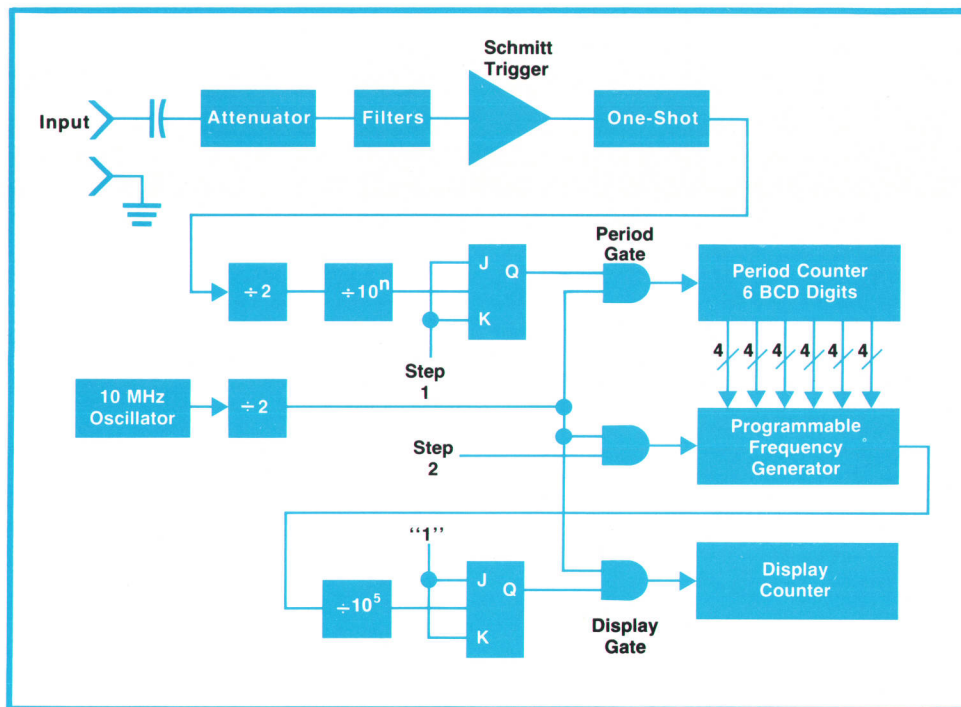 Schmitt
Trigger
Input
Attenuator
Filters
One-Shot
Period
Gate
÷2
÷10ⁿ
J
Q
K
Period Counter
6 BCD Digits
4
4
4
4
4
4
Step
1
10 MHz
Oscillator
÷2
Step
2
Programmable
Frequency
Generator
“1”
÷10⁵
J
Q
K
Display
Gate
Display
Counter